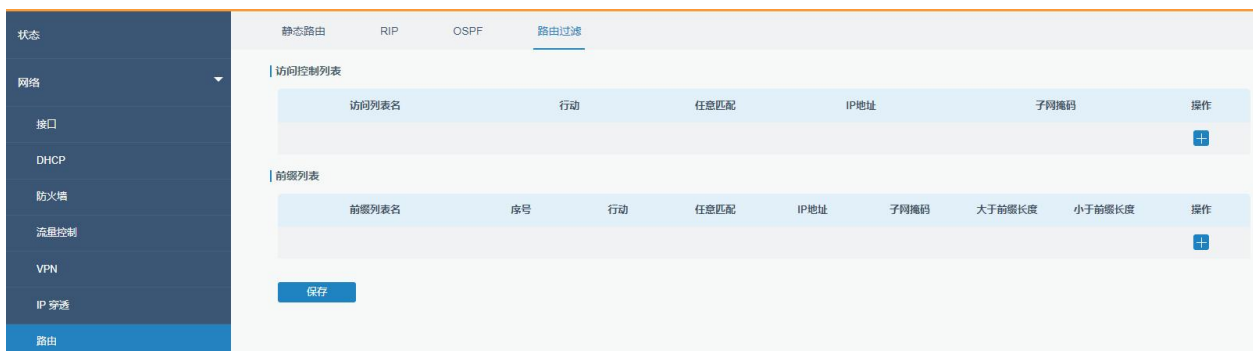 状态
网络
接口
DHCP
防火墙
流量控制
VPN
IP 穿透
路由
静态路由 RIP OSPF 路由过滤
访问控制列表
访问列表名 行动 任意匹配 IP地址 子网掩码 操作
前缀列表
前缀列表名 序号 行动 任意匹配 IP地址 子网掩码 大于前缀长度 小于前缀长度 操作
保存